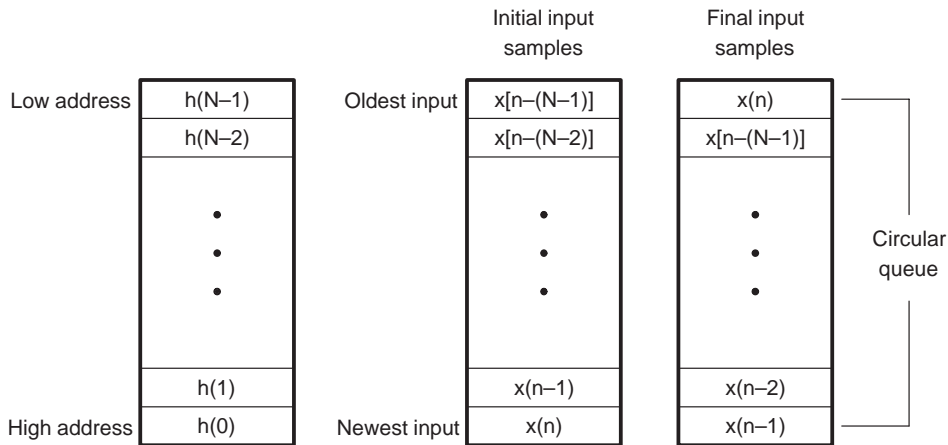 Initial input
samples
Final input
samples
Low address
h(N–1)
Oldest input
x[n–(N–1)]
x(n)
h(N–2)
x[n–(N–2)]
x[n–(N–1)]
Circular
queue
h(1)
x(n–1)
x(n–2)
High address
h(0)
Newest input
x(n)
x(n–1)